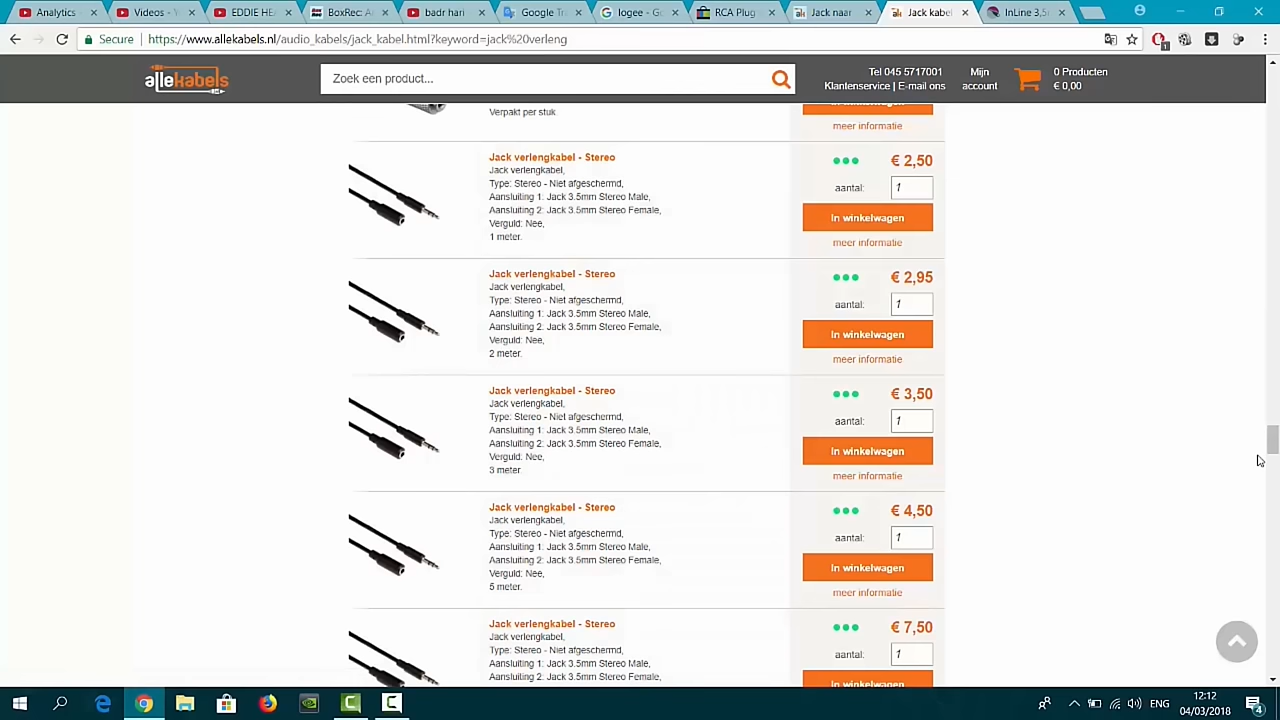 Analytics
Videos - Y
EDDIE HEA
BoxRec: A
badr hari
Google Tra
logee - Go
RCA Plug
Jack naar
Jack kabel
InLine 3,5
Secure
https://www.allekabels.nl/audio_kabels/jack_kabel.html?keyword=jack%20verleng
1
allekabels
Zoek een product...
Tel 045 5717001
Klantenservice | E-mail ons
Mijn
account
0 Producten
€ 0,00
Verpakt per stuk
meer informatie
Jack verlengkabel - Stereo
Jack verlengkabel,
Type: Stereo - Niet afgeschermd,
Aansluiting 1: Jack 3.5mm Stereo Male,
Aansluiting 2: Jack 3.5mm Stereo Female,
Verguld: Nee,
1 meter.
€ 2,50
aantal: 1
In winkelwagen
meer informatie
Jack verlengkabel - Stereo
Jack verlengkabel,
Type: Stereo - Niet afgeschermd,
Aansluiting 1: Jack 3.5mm Stereo Male,
Aansluiting 2: Jack 3.5mm Stereo Female,
Verguld: Nee,
2 meter.
€ 2,95
aantal: 1
In winkelwagen
meer informatie
Jack verlengkabel - Stereo
Jack verlengkabel,
Type: Stereo - Niet afgeschermd,
Aansluiting 1: Jack 3.5mm Stereo Male,
Aansluiting 2: Jack 3.5mm Stereo Female,
Verguld: Nee,
3 meter.
€ 3,50
aantal: 1
In winkelwagen
meer informatie
Jack verlengkabel - Stereo
Jack verlengkabel,
Type: Stereo - Niet afgeschermd,
Aansluiting 1: Jack 3.5mm Stereo Male,
Aansluiting 2: Jack 3.5mm Stereo Female,
Verguld: Nee,
5 meter.
€ 4,50
aantal: 1
In winkelwagen
meer informatie
Jack verlengkabel - Stereo
Jack verlengkabel,
Type: Stereo - Niet afgeschermd,
Aansluiting 1: Jack 3.5mm Stereo Male,
Aansluiting 2: Jack 3.5mm Stereo Female,
€ 7,50
aantal: 1
In winkelwagen
ENG
12:12
04/03/2018
4